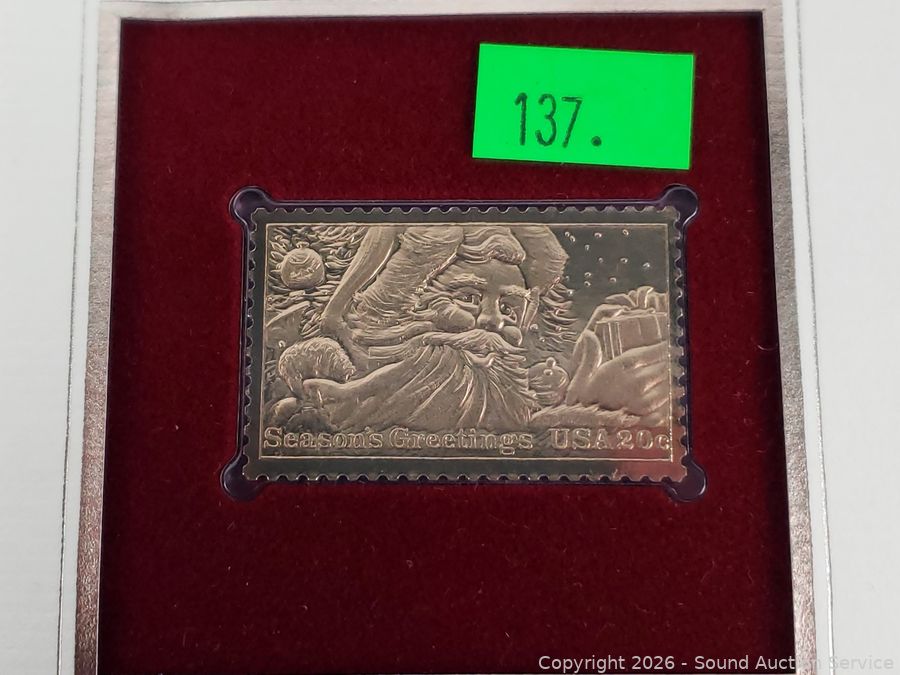 137.
Season's Greetings USA 20c
Copyright 2026 - Sound Auction Service